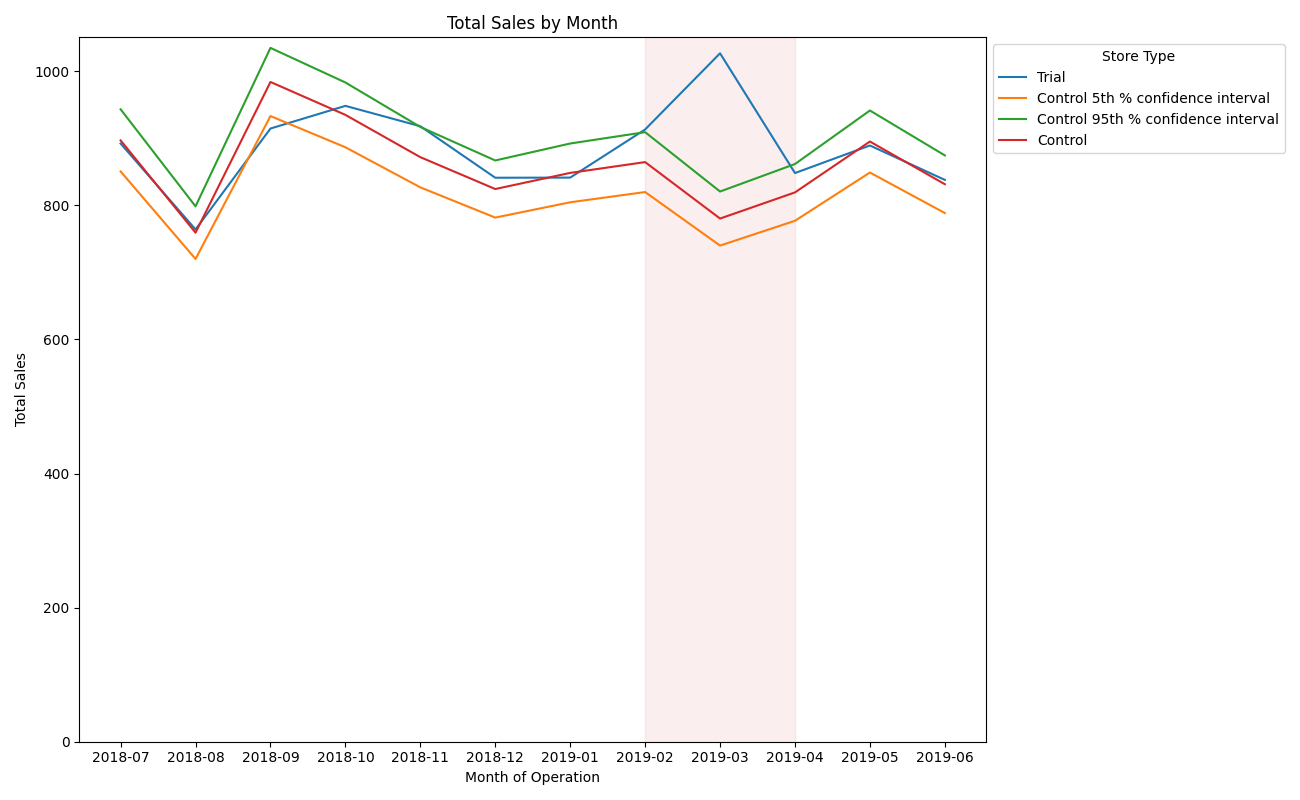 Total Sales by Month
Total Sales
1000
800
600
400
200
0
2018-07 2018-08 2018-09 2018-10 2018-11 2018-12 2019-01 2019-02 2019-03 2019-04 2019-05 2019-06
Month of Operation
Store Type
Trial
Control 5th % confidence interval
Control 95th % confidence interval
Control